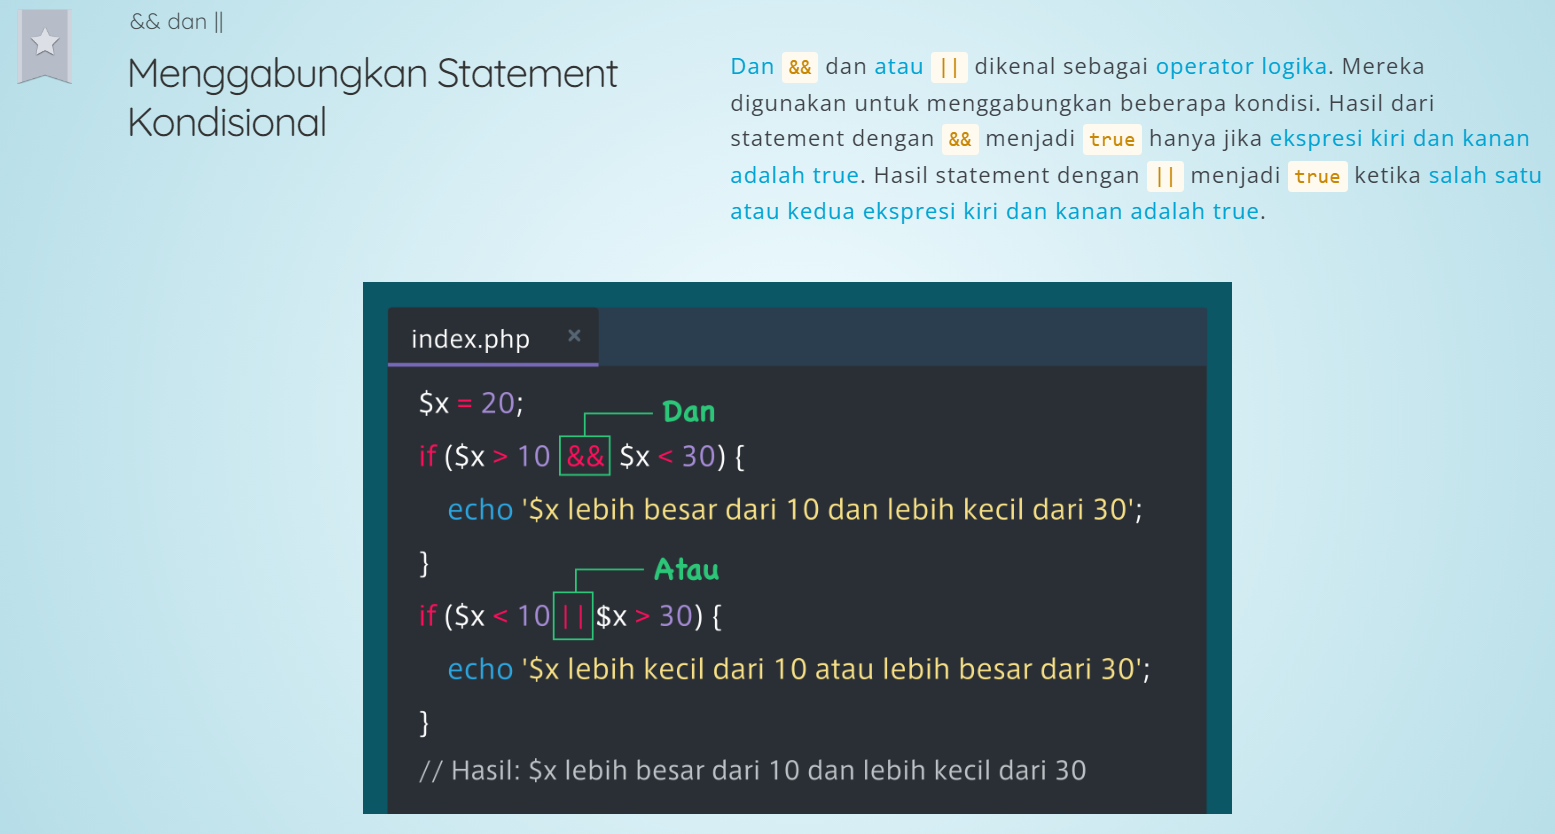 && dan ||
Menggabungkan Statement
Kondisional
Dan && dan atau || dikenal sebagai operator logika. Mereka
digunakan untuk menggabungkan beberapa kondisi. Hasil dari
statement dengan && menjadi true hanya jika ekspresi kiri dan kanan
adalah true. Hasil statement dengan || menjadi true ketika salah satu
atau kedua ekspresi kiri dan kanan adalah true.
index.php ×
$x = 20;
Dan
if ($x > 10 && $x < 30) {
echo '$x lebih besar dari 10 dan lebih kecil dari 30';
}
Atau
if ($x < 10 || $x > 30) {
echo '$x lebih kecil dari 10 atau lebih besar dari 30';
}
// Hasil: $x lebih besar dari 10 dan lebih kecil dari 30